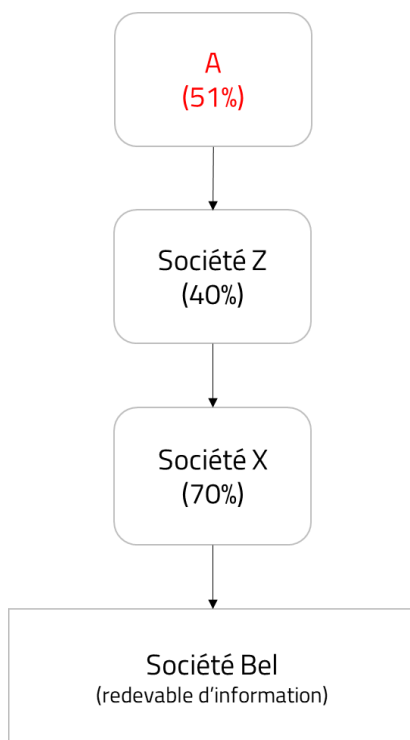 A
(51%)
Société Z
(40%)
Société X
(70%)
Société Bel
(redevable d'information)